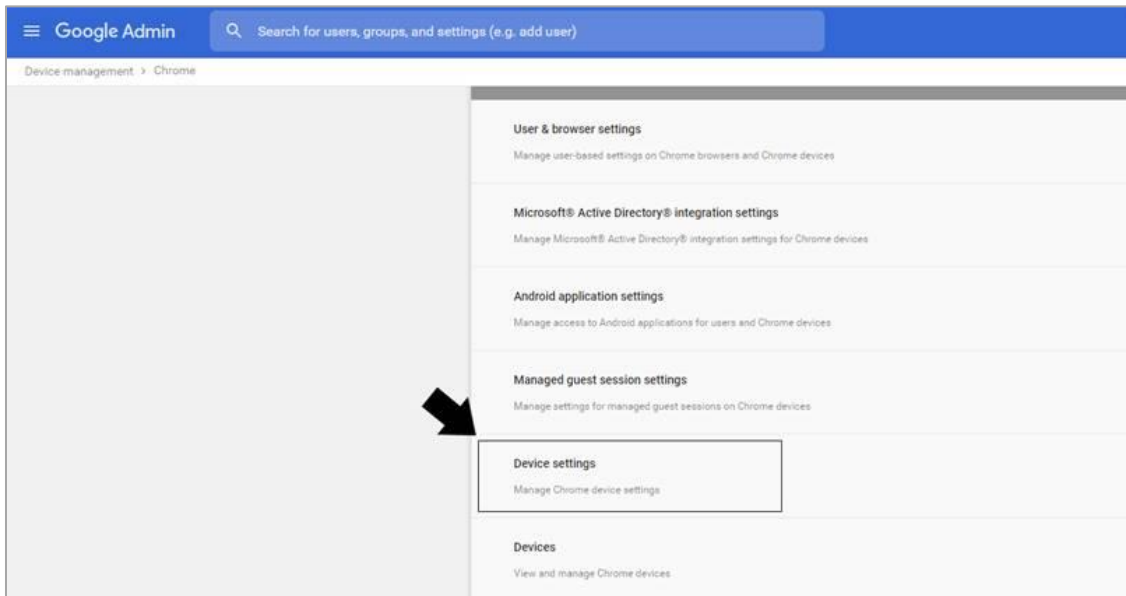 Google Admin
Search for users, groups, and settings (e.g. add user)
Device management > Chrome
User & browser settings
Manage user-based settings on Chrome browsers and Chrome devices
Microsoft® Active Directory® integration settings
Manage Microsoft® Active Directory® integration settings for Chrome devices
Android application settings
Manage access to Android applications for users and Chrome devices
Managed guest session settings
Manage settings for managed guest sessions on Chrome devices
Device settings
Manage Chrome device settings
Devices
View and manage Chrome devices